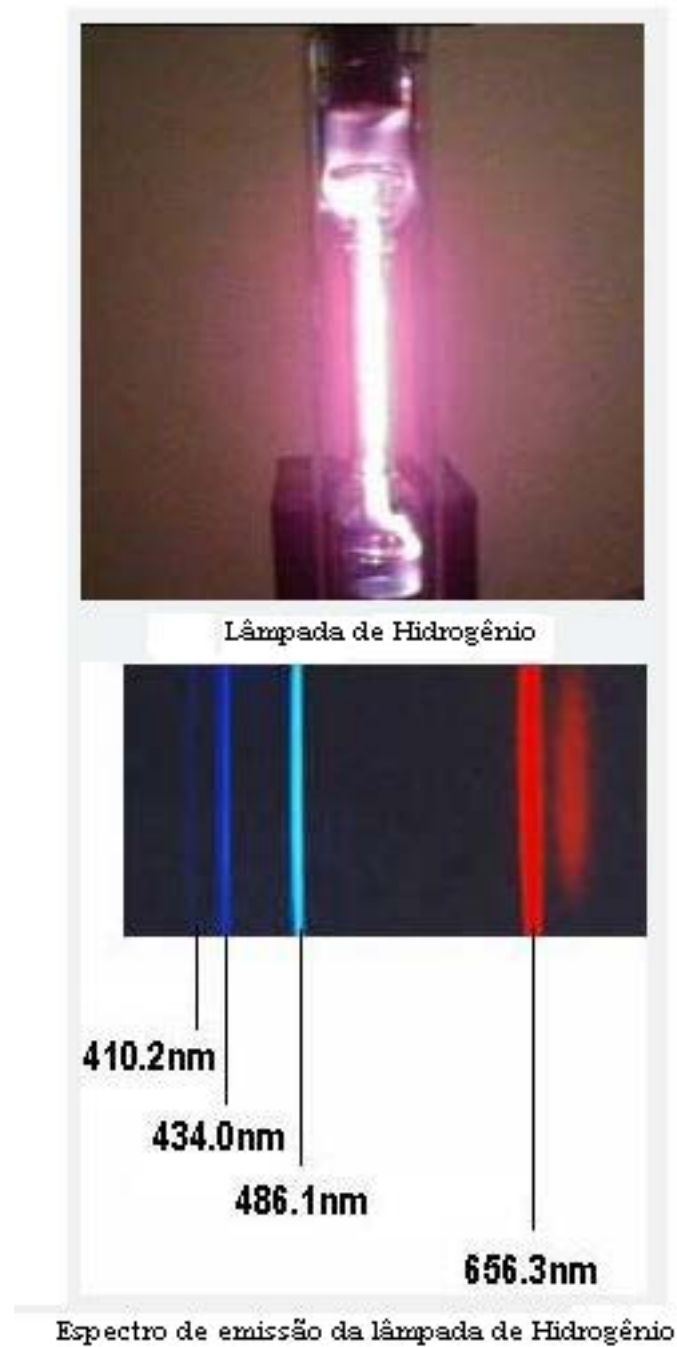 Lâmpada de Hidrogênio
410.2nm
434.0nm
486.1nm
656.3nm
Espectro de emissão da lâmpada de Hidrogênio